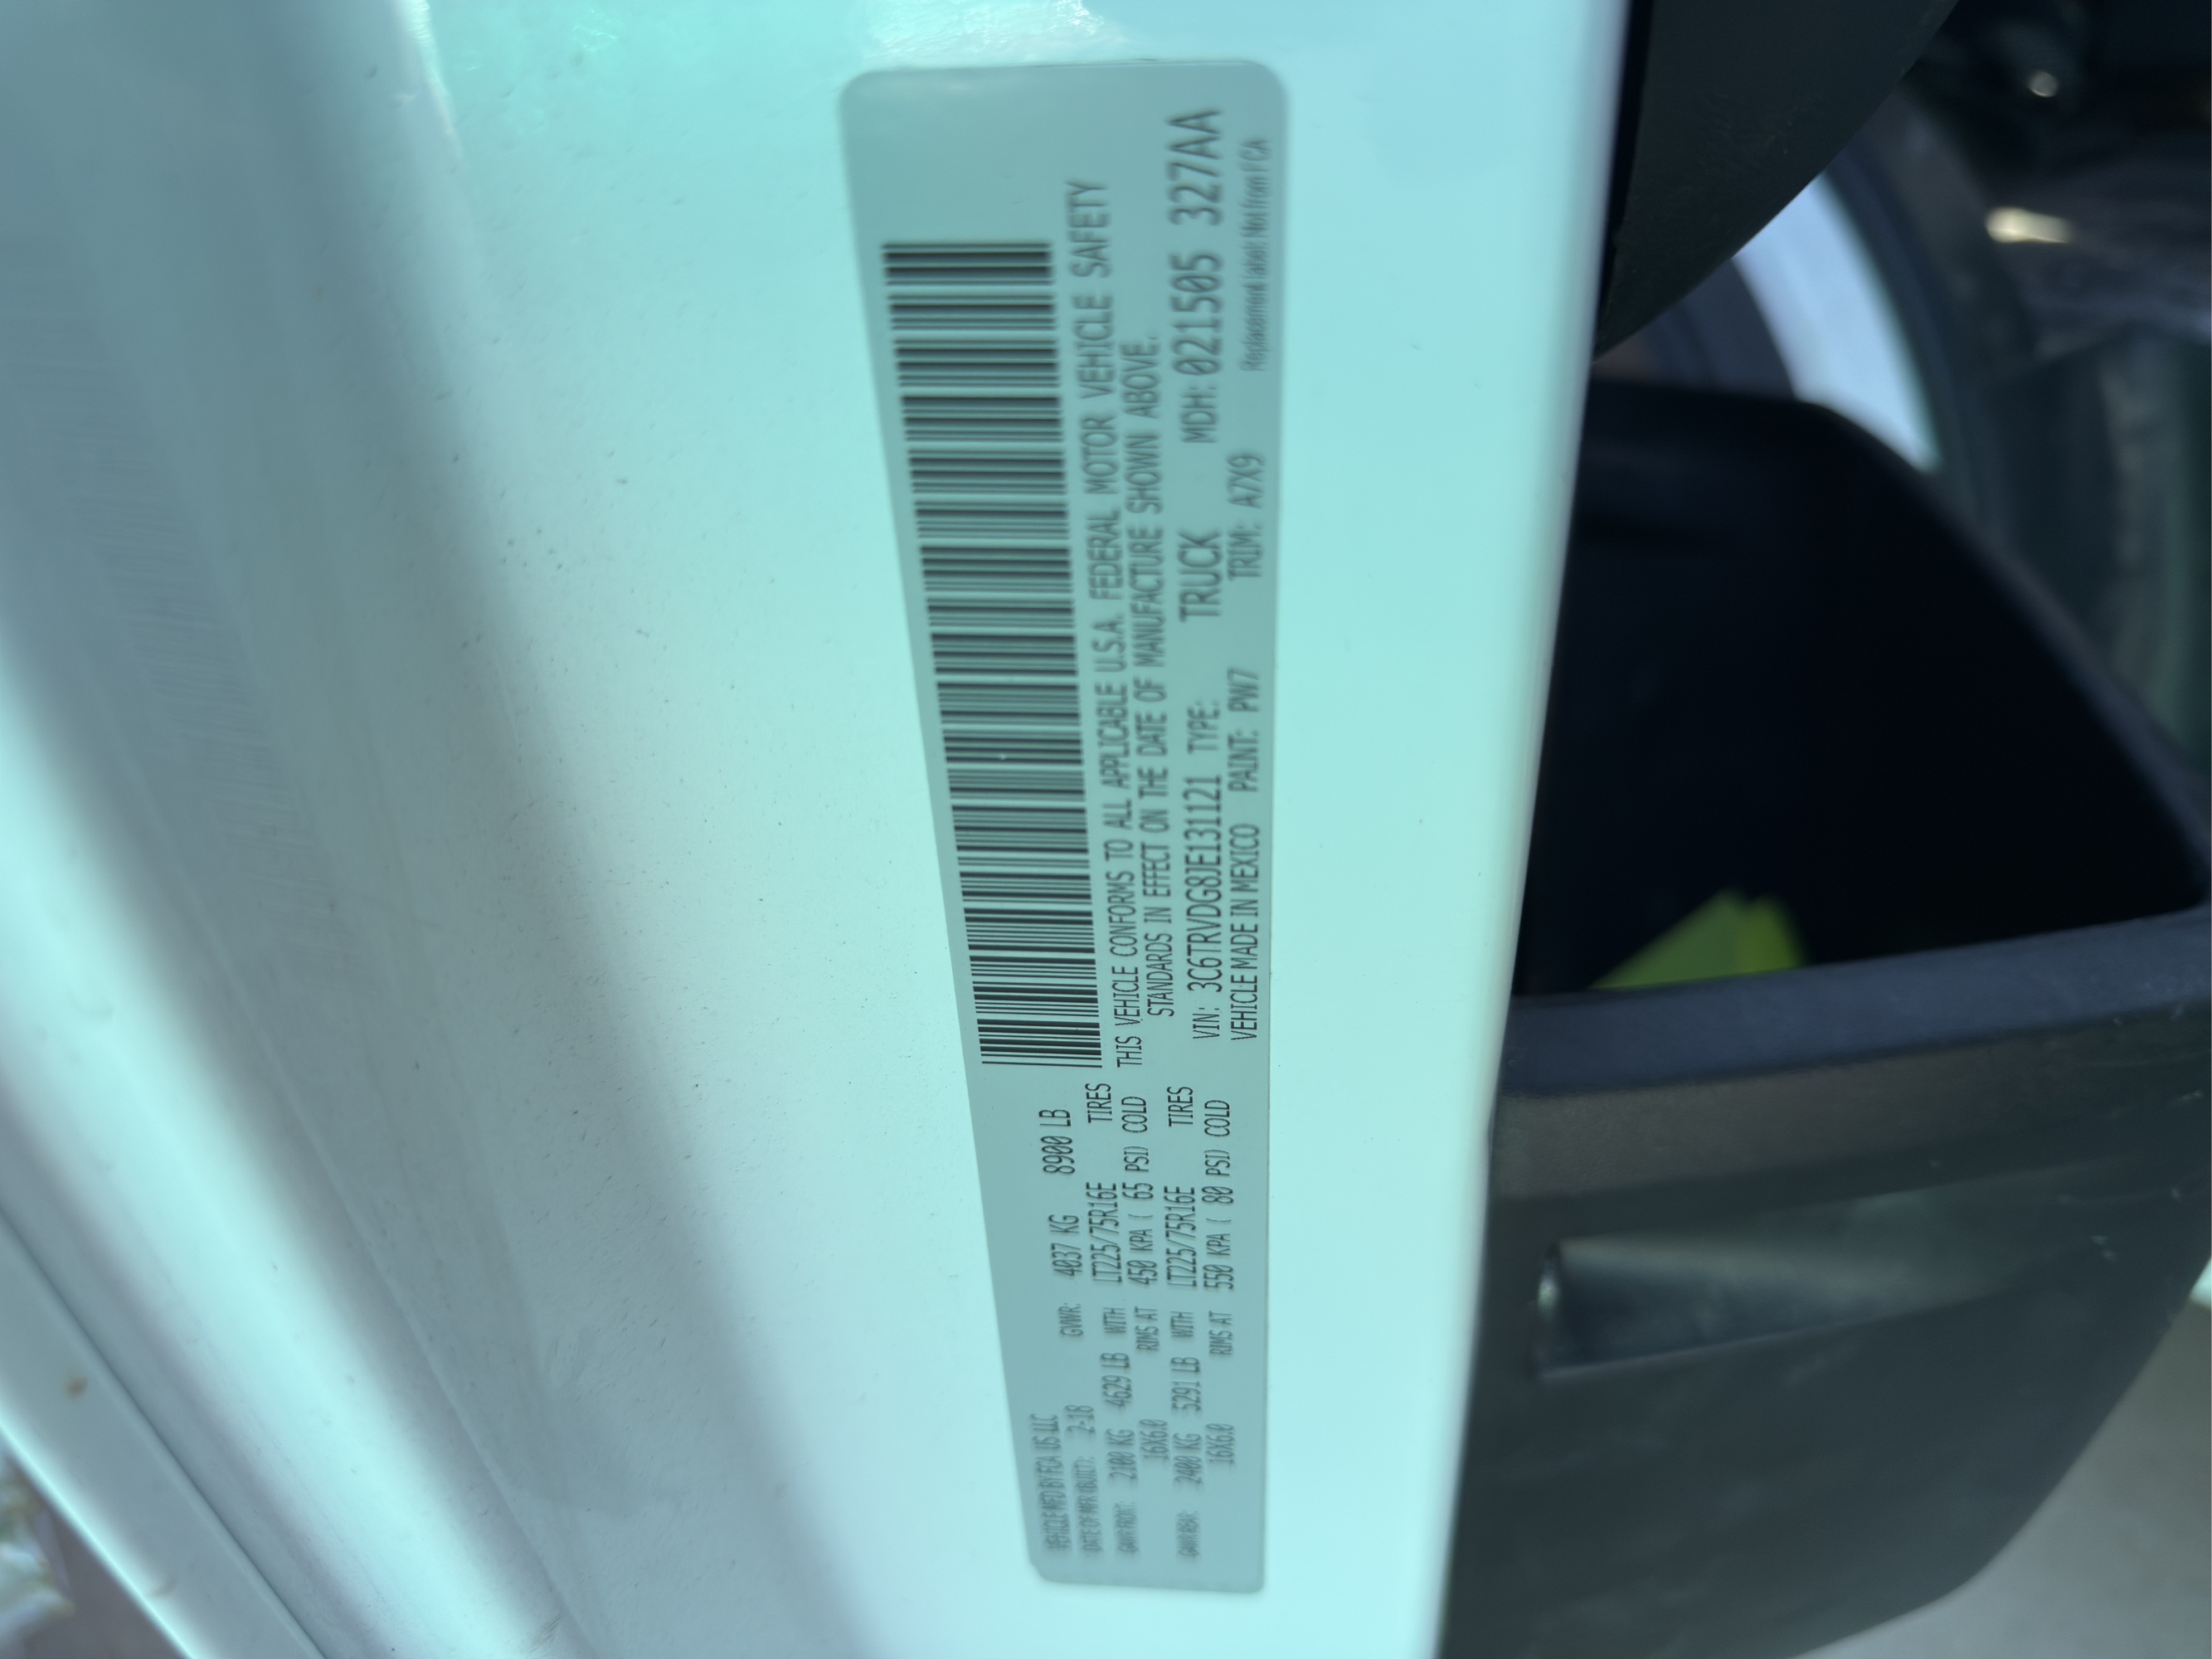 VEHICLE MFD BY FCA US LLC
DATE OF MFR (BUILT): 2-18 GVWR: 4037 KG 8900 LB
GAWR FRONT: 2100 KG 4629 LB WITH LT225/75R16E TIRES
16X6.0 RIMS AT 450 KPA ( 65 PSI) COLD
GAWR REAR: 2400 KG 5291 LB WITH LT225/75R16E TIRES
16X6.0 RIMS AT 550 KPA ( 80 PSI) COLD
THIS VEHICLE CONFORMS TO ALL APPLICABLE U.S.A. FEDERAL MOTOR VEHICLE SAFETY
STANDARDS IN EFFECT ON THE DATE OF MANUFACTURE SHOWN ABOVE.
VIN: 3C6TRVDG8JE131121 TYPE: TRUCK MDH: 021505 327AA
VEHICLE MADE IN MEXICO PAINT: PW7 TRIM: A7X9 Replacement label: Not from FCA